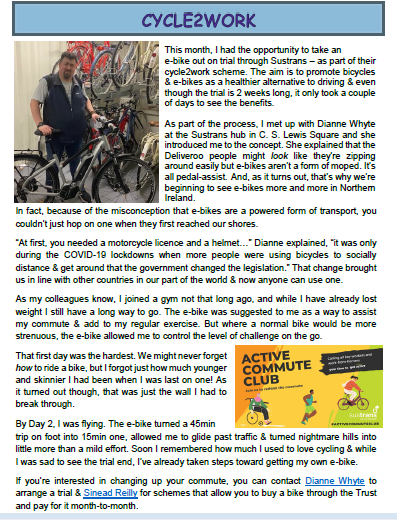 CYCLE2WORK
This month, I had the opportunity to take an
e-bike out on trial through Sustrans – as part of their
cycle2work scheme. The aim is to promote bicycles
& e-bikes as a healthier alternative to driving & even
though the trial is 2 weeks long, it only took a couple
of days to see the benefits.
As part of the process, I met up with Dianne Whyte
at the Sustrans hub in C. S. Lewis Square and she
introduced me to the concept. She explained that the
Deliveroo people might look like they're zipping
around easily but e-bikes aren't a form of moped. It's
all pedal-assist. And, as it turns out, that's why we're
beginning to see e-bikes more and more in Northern
Ireland.
In fact, because of the misconception that e-bikes are a powered form of transport, you
couldn't just hop on one when they first reached our shores.
“At first, you needed a motorcycle licence and a helmet…” Dianne explained, “it was only
during the COVID-19 lockdowns when more people were using bicycles to socially
distance & get around that the government changed the legislation.” That change brought
us in line with other countries in our part of the world & now anyone can use one.
As my colleagues know, I joined a gym not that long ago, and while I have already lost
weight I still have a long way to go. The e-bike was suggested to me as a way to assist
my commute & add to my regular exercise. But where a normal bike would be more
strenuous, the e-bike allowed me to control the level of challenge on the go.
That first day was the hardest. We might never forget
how to ride a bike, but I forgot just how much younger
and skinnier I had been when I was last on one! As
it turned out though, that was just the wall I had to
break through.
ACTIVE
COMMUTE
CLUB
Calling all key workers and
work-from-homers
sustrans
#ACTIVECOMMUTECLUB
By Day 2, I was flying. The e-bike turned a 45min
trip on foot into 15min one, allowed me to glide past traffic & turned nightmare hills into
little more than a mild effort. Soon I remembered how much I used to love cycling & while
I was sad to see the trial end, I've already taken steps toward getting my own e-bike.
If you're interested in changing up your commute, you can contact Dianne Whyte to
arrange a trial & Sinead Reilly for schemes that allow you to buy a bike through the Trust
and pay for it month-to-month.